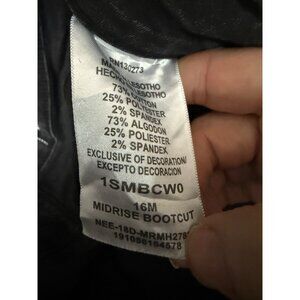 HECHO LESOTHO
73% COTTON
25% POLYESTER
2% SPANDEX
73% ALGODON
25% POLIESTER
2% SPANDEX
EXCLUSIVE OF DECORATION/
EXCEPTO DECORACION
1SMBCW0
16M
MIDRISE BOOTCUT